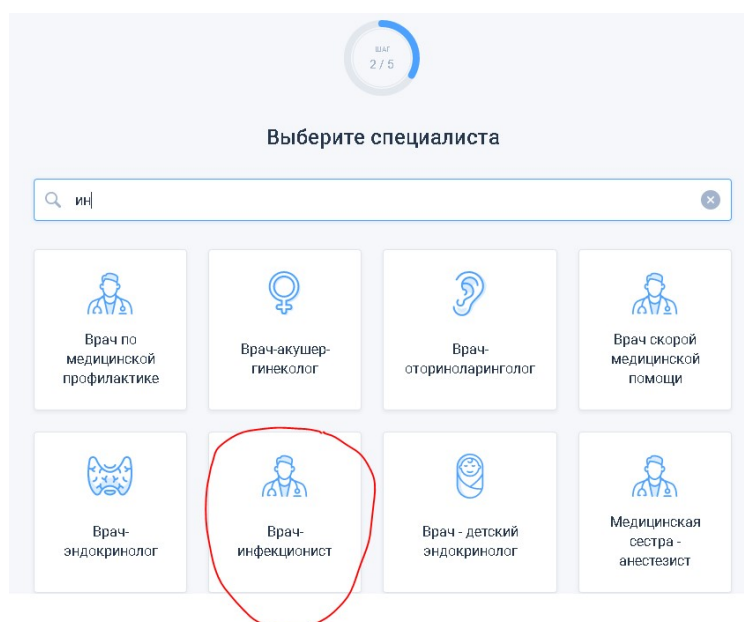 ШАГ
2 / 5
Выберите специалиста
ин
Врач по
медицинской
профилактике
Врач-акушер-
гинеколог
Врач-
оториноларинголог
Врач скорой
медицинской
помощи
Врач-
эндокринолог
Врач-
инфекционист
Врач - детский
эндокринолог
Медицинская
сестра -
анестезист